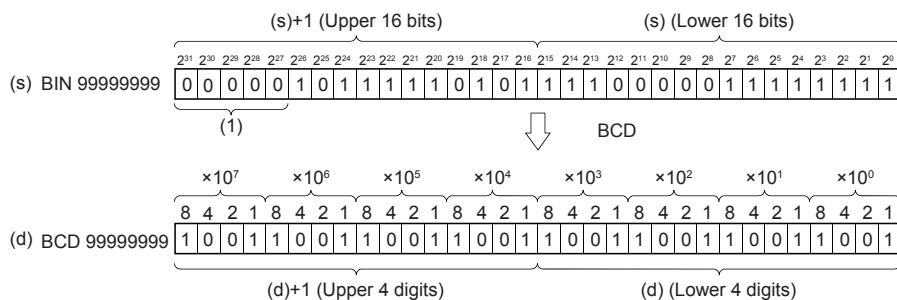 (s)+1 (Upper 16 bits) (s) (Lower 16 bits)
2³¹ 2³⁰ 2²⁹ 2²⁸ 2²⁷ 2²⁶ 2²⁵ 2²⁴ 2²³ 2²² 2²¹ 2²⁰ 2¹⁹ 2¹⁸ 2¹⁷ 2¹⁶ 2¹⁵ 2¹⁴ 2¹³ 2¹² 2¹¹ 2¹⁰ 2⁹ 2⁸ 2⁷ 2⁶ 2⁵ 2⁴ 2³ 2² 2¹ 2⁰
(s) BIN 99999999 0 0 0 0 0 1 0 1 1 1 1 1 0 1 0 1 1 1 1 0 0 0 0 0 1 1 1 1 1 1 1 1
(1) BCD
×10⁷ ×10⁶ ×10⁵ ×10⁴ ×10³ ×10² ×10¹ ×10⁰
8 4 2 1 8 4 2 1 8 4 2 1 8 4 2 1 8 4 2 1 8 4 2 1 8 4 2 1 8 4 2 1
(d) BCD 99999999 1 0 0 1 1 0 0 1 1 0 0 1 1 0 0 1 1 0 0 1 1 0 0 1 1 0 0 1 1 0 0 1
(d)+1 (Upper 4 digits) (d) (Lower 4 digits)